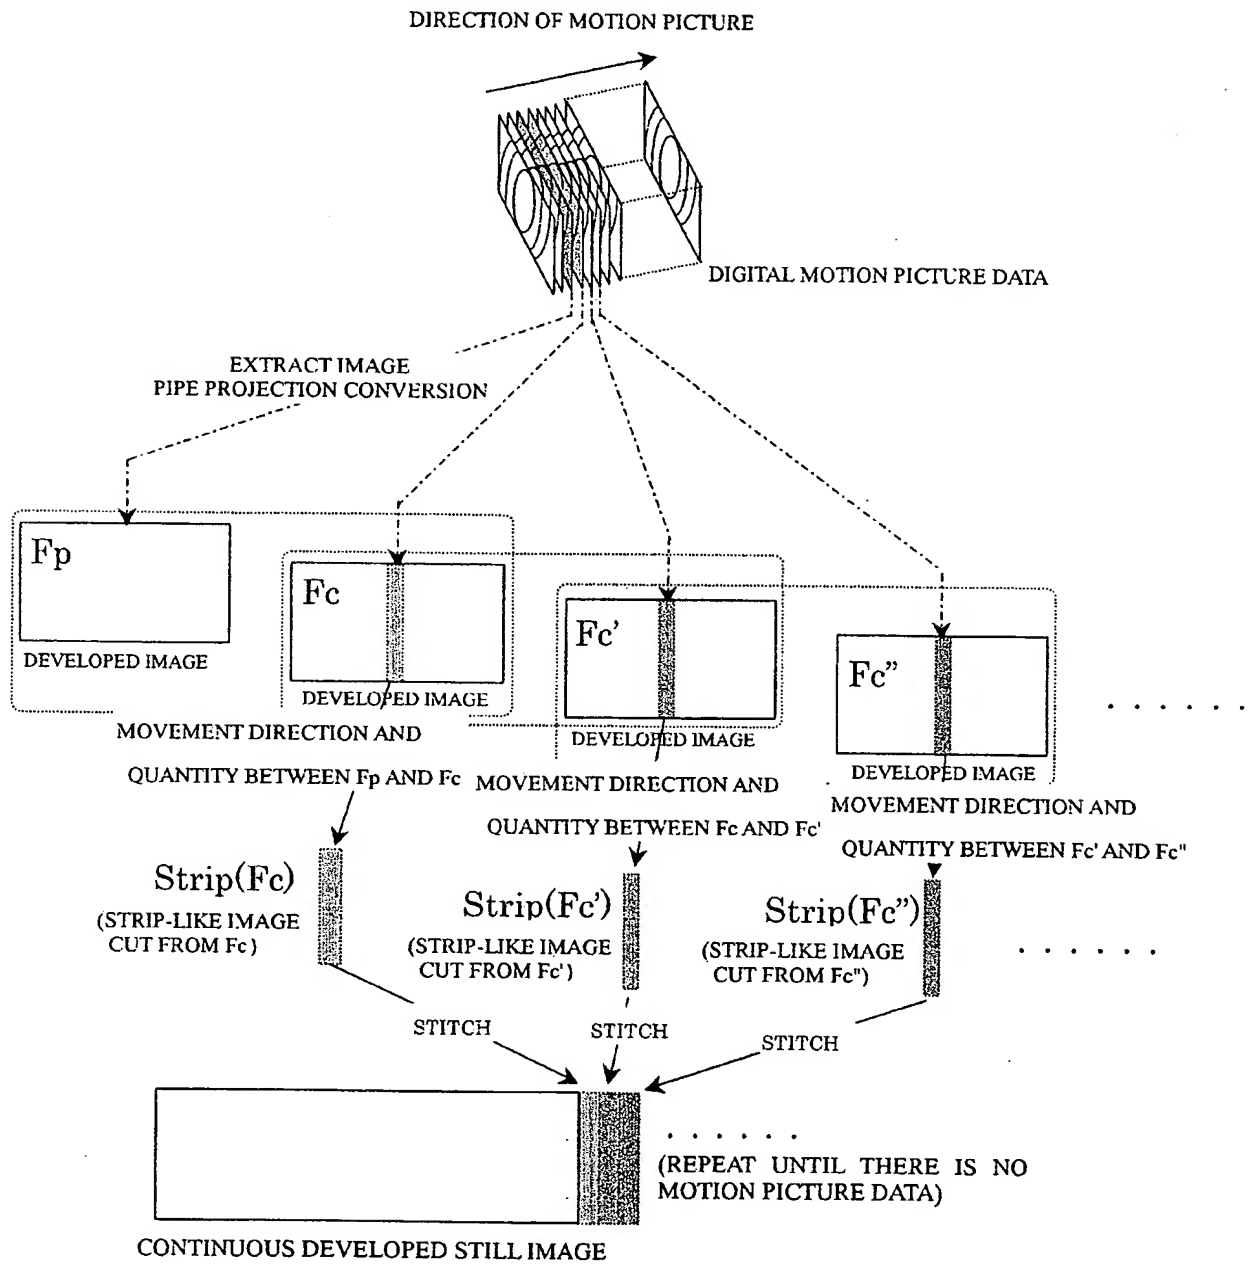 DIRECTION OF MOTION PICTURE
DIGITAL MOTION PICTURE DATA
EXTRACT IMAGE
PIPE PROJECTION CONVERSION
Fp
DEVELOPED IMAGE
Fc
DEVELOPED IMAGE
Fc’
DEVELOPED IMAGE
Fc”
DEVELOPED IMAGE
. . . . . .
MOVEMENT DIRECTION AND
QUANTITY BETWEEN Fp AND Fc
MOVEMENT DIRECTION AND
QUANTITY BETWEEN Fc AND Fc'
MOVEMENT DIRECTION AND
QUANTITY BETWEEN Fc' AND Fc"
Strip(Fc)
(STRIP-LIKE IMAGE
CUT FROM Fc)
Strip(Fc’)
(STRIP-LIKE IMAGE
CUT FROM Fc')
Strip(Fc”)
(STRIP-LIKE IMAGE
CUT FROM Fc")
. . . . . .
STITCH
STITCH
STITCH
. . . . . .
(REPEAT UNTIL THERE IS NO
MOTION PICTURE DATA)
CONTINUOUS DEVELOPED STILL IMAGE